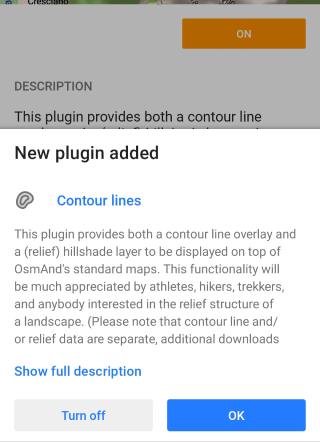 Cresciano
ON
DESCRIPTION
This plugin provides both a contour line
New plugin added
Contour lines
This plugin provides both a contour line overlay and
a (relief) hillshade layer to be displayed on top of
OsmAnd's standard maps. This functionality will
be much appreciated by athletes, hikers, trekkers,
and anybody interested in the relief structure of
a landscape. (Please note that contour line and/
or relief data are separate, additional downloads
Show full description
Turn off
OK